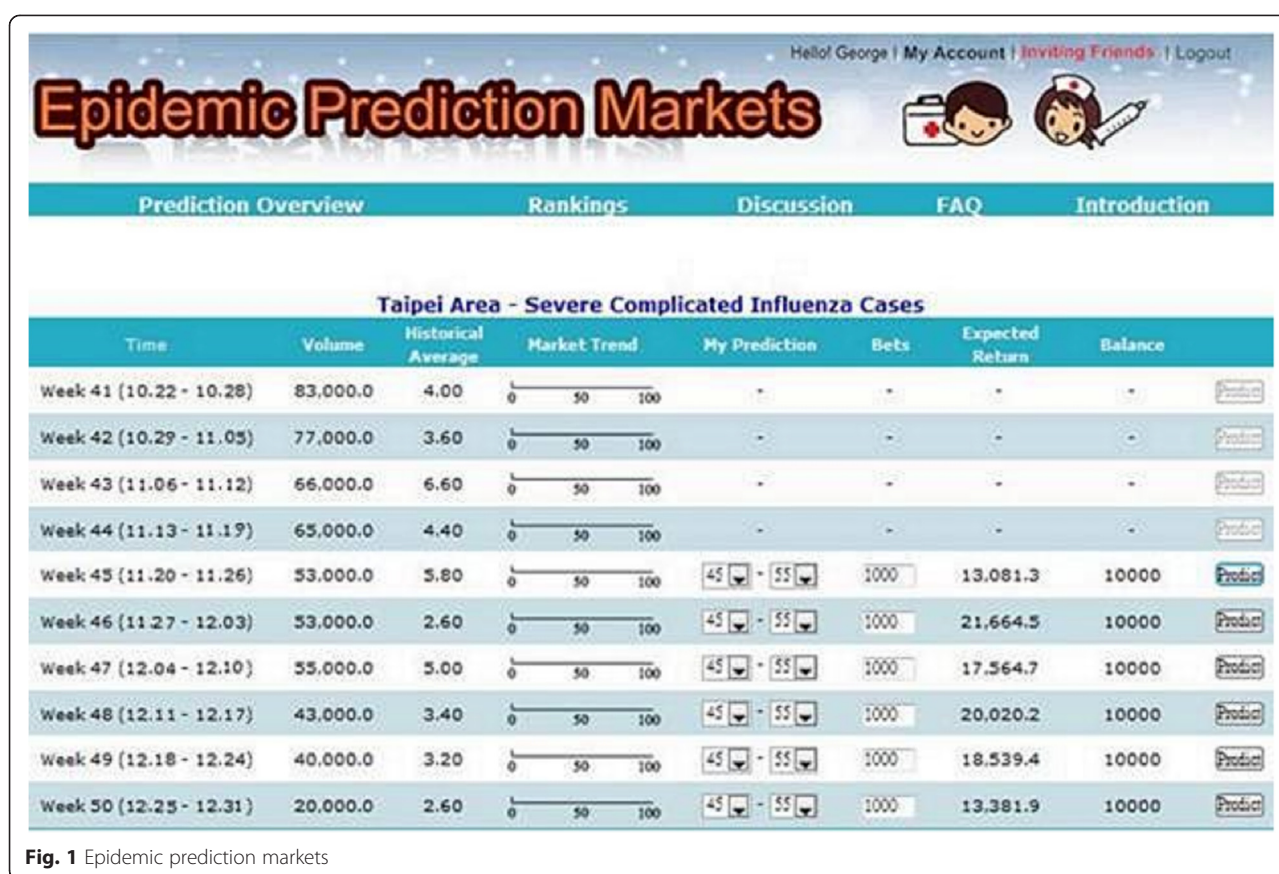 Hello! George | My Account | Inviting Friends | Logout
Epidemic Prediction Markets
Prediction Overview Rankings Discussion FAQ Introduction
Taipei Area - Severe Complicated Influenza Cases
Time Volume Historical Average Market Trend My Prediction Bets Expected Return Balance
Week 41 (10.22 - 10.28) 83,000.0 4.00 0 50 100 - - - - Predict
Week 42 (10.29 - 11.05) 77,000.0 3.60 0 50 100 - - - - Predict
Week 43 (11.06 - 11.12) 66,000.0 6.60 0 50 100 - - - - Predict
Week 44 (11.13 - 11.19) 65,000.0 4.40 0 50 100 - - - - Predict
Week 45 (11.20 - 11.26) 53,000.0 5.80 0 50 100 45 - 55 1000 13,081.3 10000 Predict
Week 46 (11.27 - 12.03) 53,000.0 2.60 0 50 100 45 - 55 1000 21,664.5 10000 Predict
Week 47 (12.04 - 12.10) 55,000.0 5.00 0 50 100 45 - 55 1000 17,564.7 10000 Predict
Week 48 (12.11 - 12.17) 43,000.0 3.40 0 50 100 45 - 55 1000 20,020.2 10000 Predict
Week 49 (12.18 - 12.24) 40,000.0 3.20 0 50 100 45 - 55 1000 18,539.4 10000 Predict
Week 50 (12.25 - 12.31) 20,000.0 2.60 0 50 100 45 - 55 1000 13,381.9 10000 Predict
Fig. 1 Epidemic prediction markets